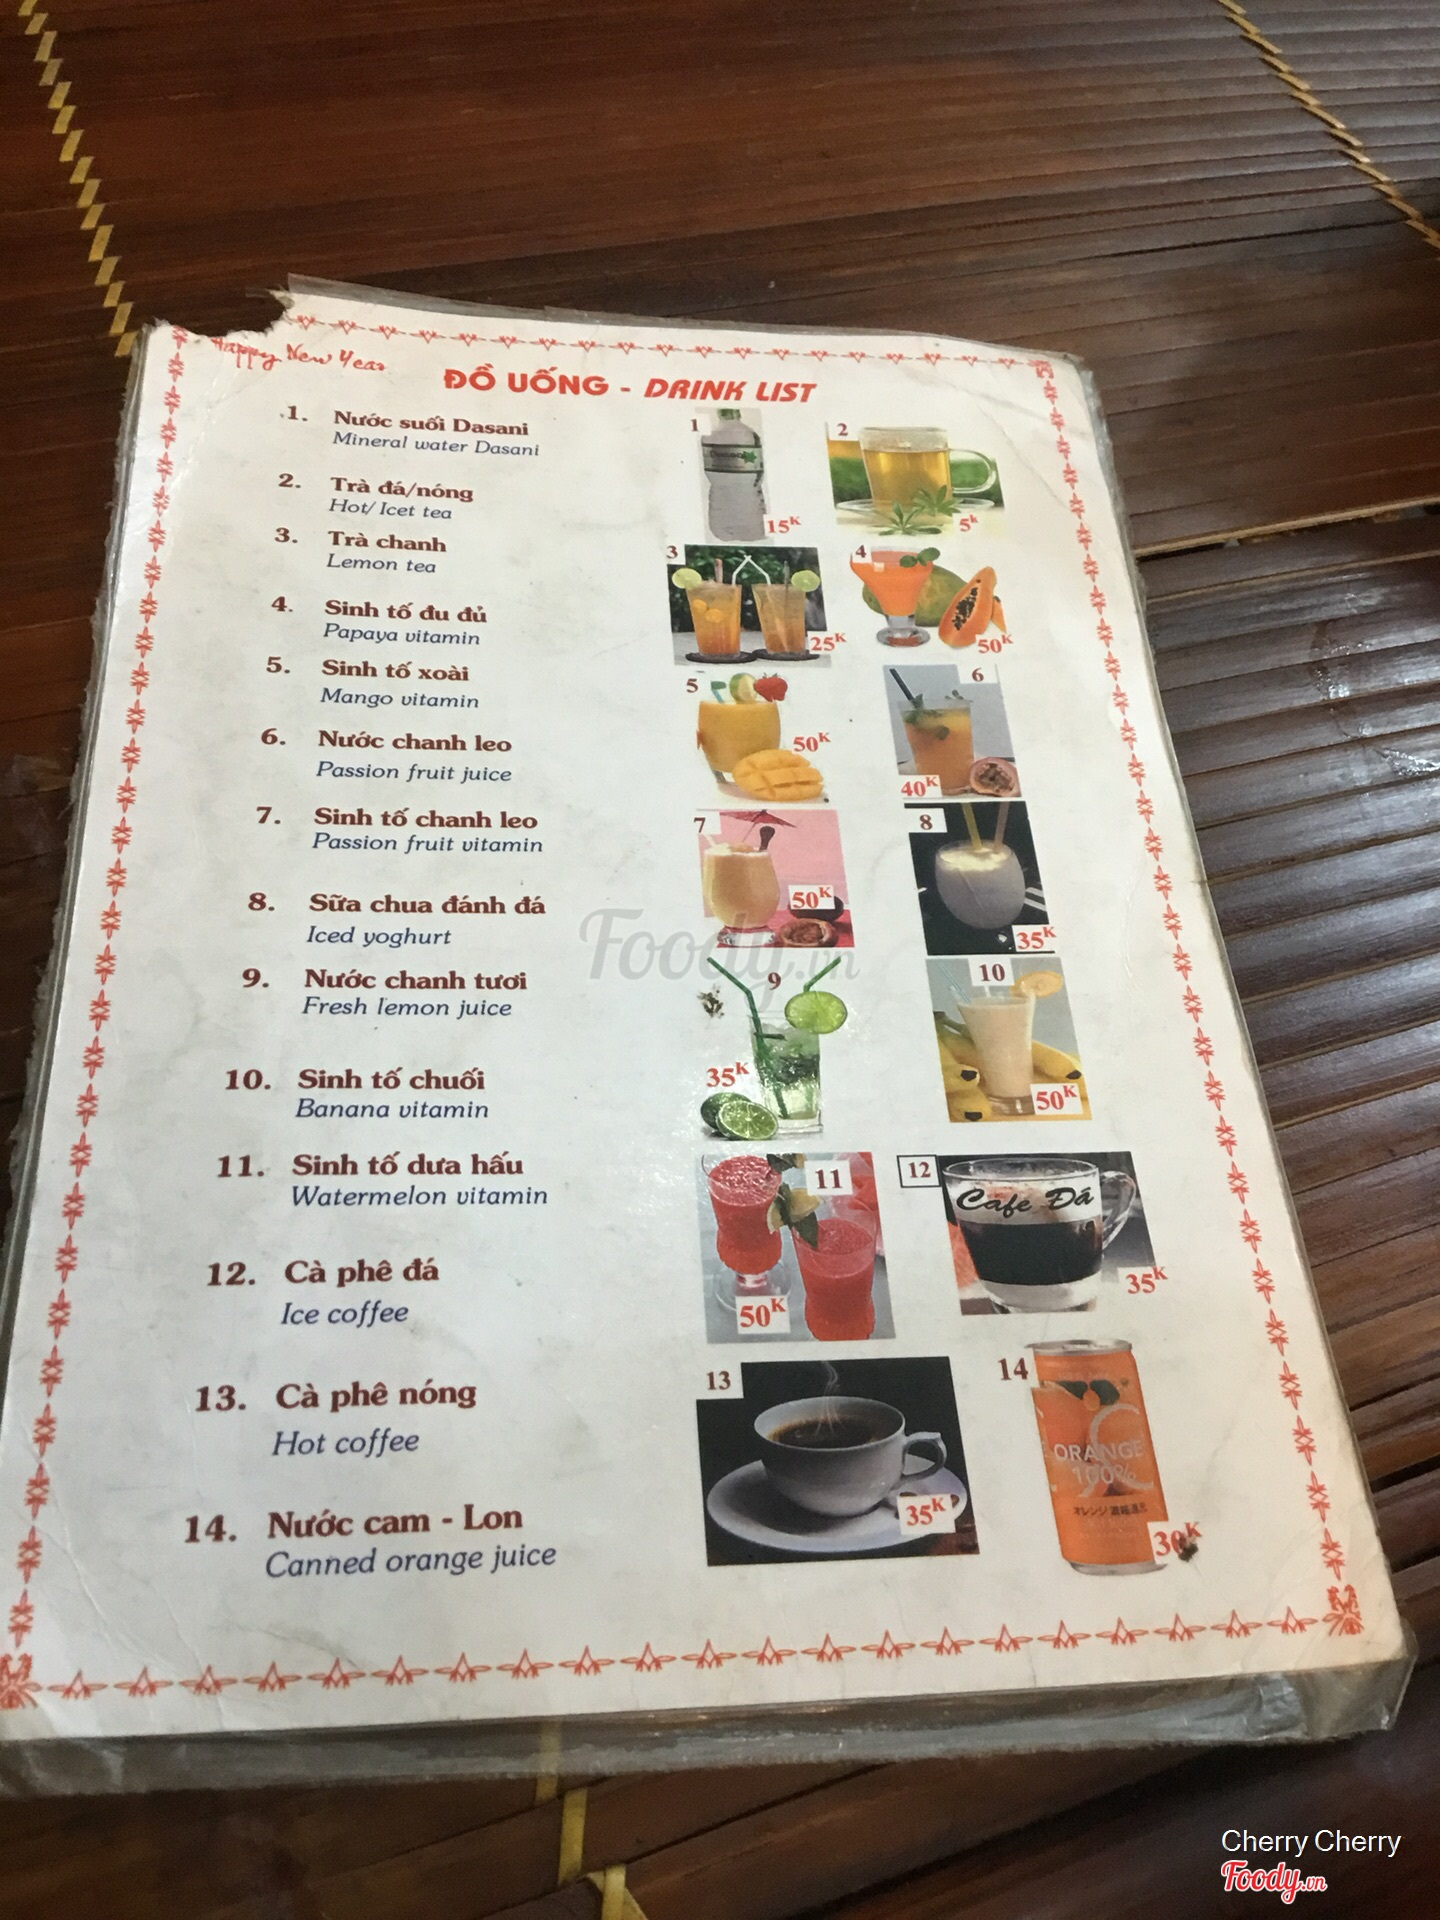 Happy New Year
ĐỒ UỐNG - DRINK LIST
1. Nước suối Dasani
Mineral water Dasani
2. Trà đá/nóng
Hot/ Icet tea
3. Trà chanh
Lemon tea
4. Sinh tố đu đủ
Papaya vitamin
5. Sinh tố xoài
Mango vitamin
6. Nước chanh leo
Passion fruit juice
7. Sinh tố chanh leo
Passion fruit vitamin
8. Sữa chua đánh đá
Iced yoghurt
9. Nước chanh tươi
Fresh lemon juice
10. Sinh tố chuối
Banana vitamin
11. Sinh tố dưa hấu
Watermelon vitamin
12. Cà phê đá
Ice coffee
13. Cà phê nóng
Hot coffee
14. Nước cam - Lon
Canned orange juice
1
15K
2
5k
3
25K
4
50K
5
50K
6
40K
7
50K
8
35K
9
35K
10
50K
11
50K
12
Cafe Đá
35K
13
35K
14
ORANGE
100%
30K
Foody.vn
Cherry Cherry
Foody.vn